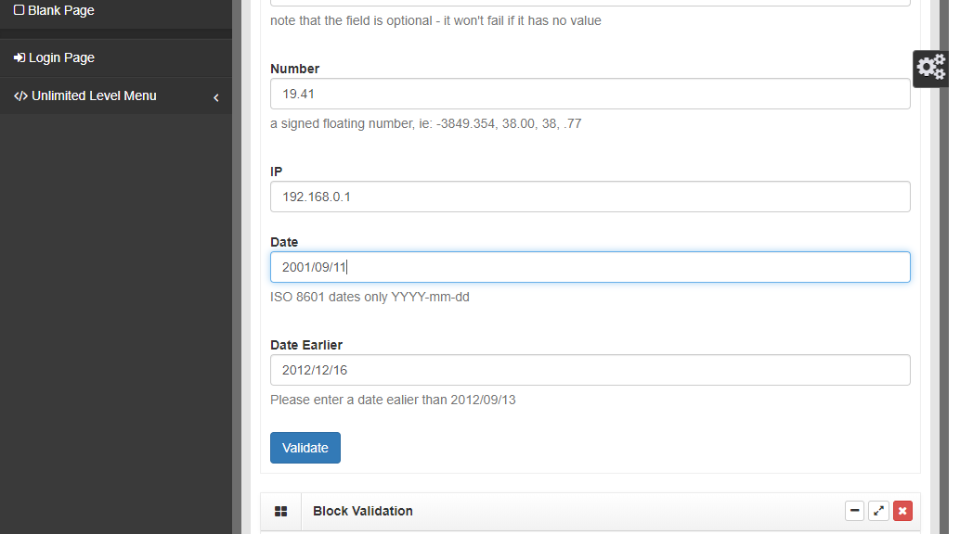 Blank Page
Login Page
Unlimited Level Menu
note that the field is optional - it won't fail if it has no value
Number
19.41
a signed floating number, ie: -3849.354, 38.00, 38, .77
IP
192.168.0.1
Date
2001/09/11
ISO 8601 dates only YYYY-mm-dd
Date Earlier
2012/12/16
Please enter a date ealier than 2012/09/13
Validate
Block Validation